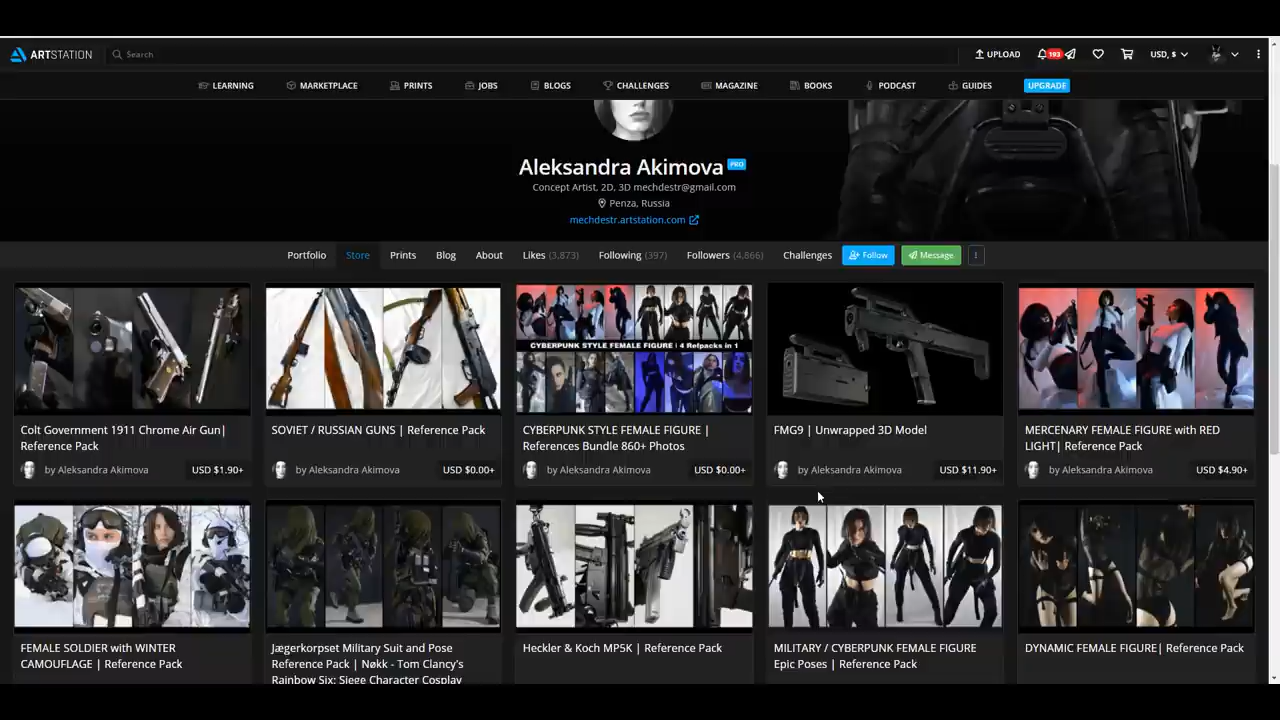 ARTSTATION
Search
UPLOAD
193
USD, $
LEARNING
MARKETPLACE
PRINTS
JOBS
BLOGS
CHALLENGES
MAGAZINE
BOOKS
PODCAST
GUIDES
UPGRADE
Aleksandra Akimova PRO
Concept Artist, 2D, 3D mechdestr@gmail.com
Penza, Russia
mechdestr.artstation.com
Portfolio
Store
Prints
Blog
About
Likes (3,873)
Following (397)
Followers (4,866)
Challenges
Follow
Message
CYBERPUNK STYLE FEMALE FIGURE | 4 Refpacks in 1
Colt Government 1911 Chrome Air Gun|
Reference Pack
by Aleksandra Akimova
USD $1.90+
SOVIET / RUSSIAN GUNS | Reference Pack
by Aleksandra Akimova
USD $0.00+
CYBERPUNK STYLE FEMALE FIGURE |
References Bundle 860+ Photos
by Aleksandra Akimova
USD $0.00+
FMG9 | Unwrapped 3D Model
by Aleksandra Akimova
USD $11.90+
MERCENARY FEMALE FIGURE with RED
LIGHT| Reference Pack
by Aleksandra Akimova
USD $4.90+
FEMALE SOLDIER with WINTER
CAMOUFLAGE | Reference Pack
Jægerkorpset Military Suit and Pose
Reference Pack | Nøkk - Tom Clancy's
Rainbow Six: Siege Character Cosplay
Heckler & Koch MP5K | Reference Pack
MILITARY / CYBERPUNK FEMALE FIGURE
Epic Poses | Reference Pack
DYNAMIC FEMALE FIGURE| Reference Pack